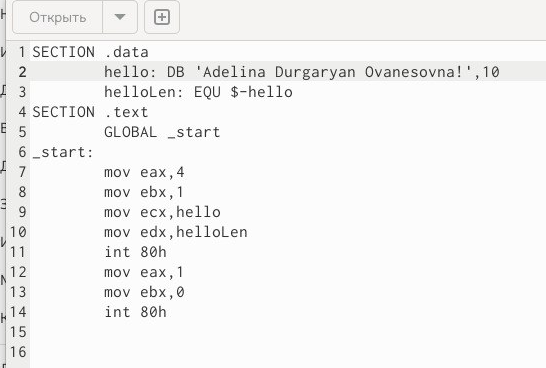 Открыть
1 SECTION .data
2 hello: DB 'Adelina Durgaryan Ovanesovna!',10
3 helloLen: EQU $-hello
4 SECTION .text
5 GLOBAL _start
6 _start:
7 mov eax,4
8 mov ebx,1
9 mov ecx,hello
10 mov edx,helloLen
11 int 80h
12 mov eax,1
13 mov ebx,0
14 int 80h
15
16